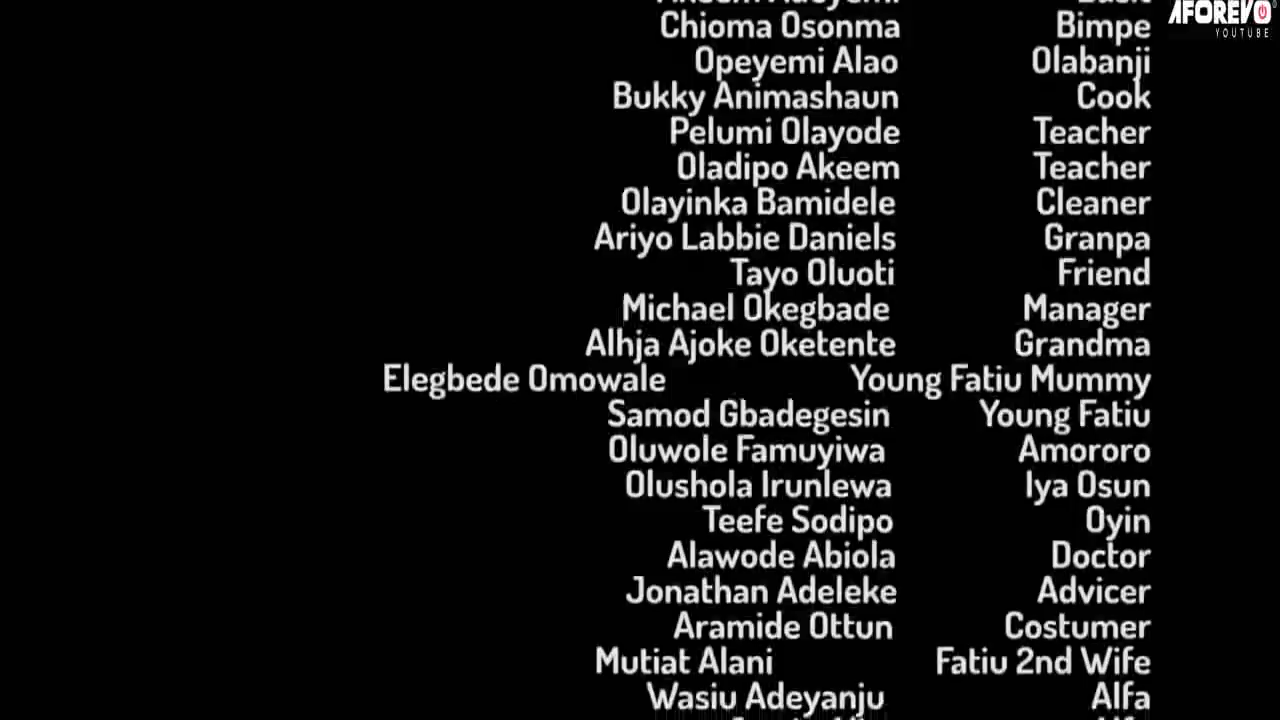 AFOREVO
YOUTUBE
Chioma Osonma Bimpe
Opeyemi Alao Olabanji
Bukky Animashaun Cook
Pelumi Olayode Teacher
Oladipo Akeem Teacher
Olayinka Bamidele Cleaner
Ariyo Labbie Daniels Granpa
Tayo Oluoti Friend
Michael Okegbade Manager
Alhja Ajoke Oketente Grandma
Elegbede Omowale Young Fatiu Mummy
Samod Gbadegesin Young Fatiu
Oluwole Famuyiwa Amororo
Olushola Irunlewa Iya Osun
Teefe Sodipo Oyin
Alawode Abiola Doctor
Jonathan Adeleke Advicer
Aramide Ottun Costumer
Mutiat Alani Fatiu 2nd Wife
Wasiu Adeyanju Alfa